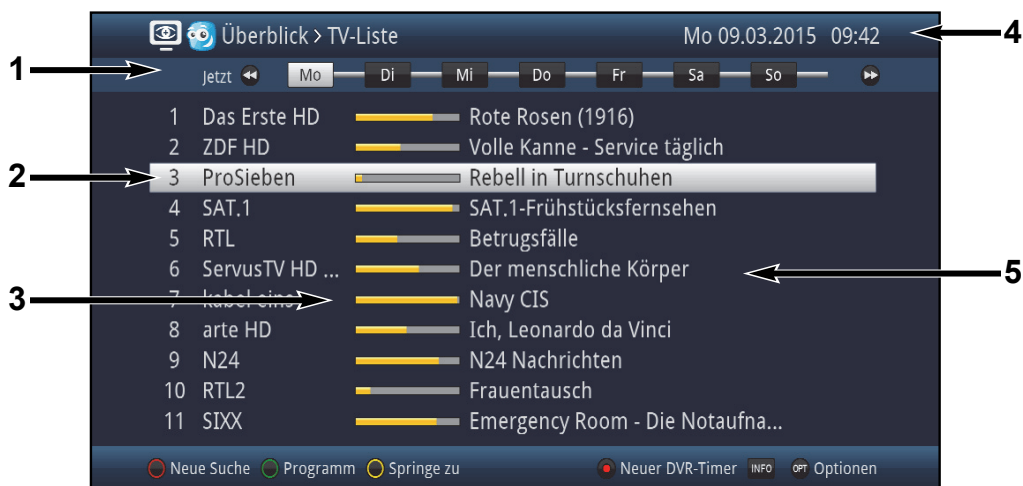 Überblick > TV-Liste Mo 09.03.2015 09:42 4
1 Jetzt Mo Di Mi Do Fr Sa So
1 Das Erste HD Rote Rosen (1916)
2 ZDF HD Volle Kanne - Service täglich
2 3 ProSieben Rebell in Turnschuhen
4 SAT.1 SAT.1-Frühstücksfernsehen
5 RTL Betrugsfälle
6 ServusTV HD ... Der menschliche Körper 5
3 7 kabel eins Navy CIS
8 arte HD Ich, Leonardo da Vinci
9 N24 N24 Nachrichten
10 RTL2 Frauentausch
11 SIXX Emergency Room - Die Notaufna...
Neue Suche Programm Springe zu Neuer DVR-Timer INFO OPT Optionen